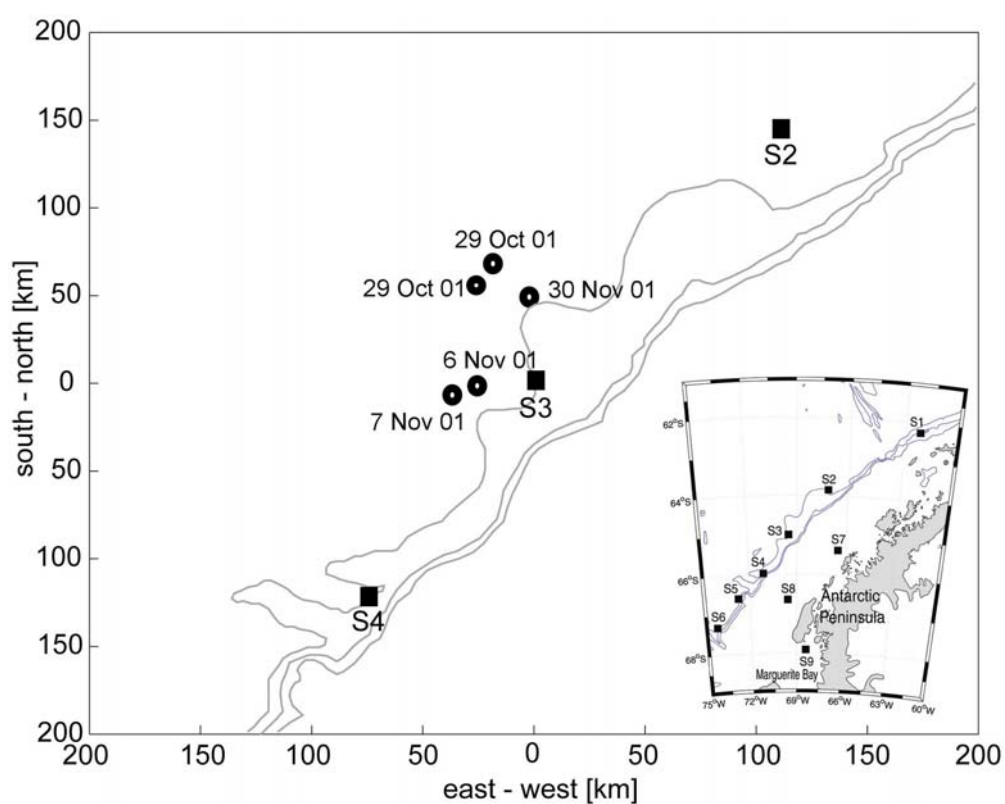 200
150
100
50
0
50
100
150
200
south - north [km]
S2
29 Oct 01
29 Oct 01
30 Nov 01
6 Nov 01
7 Nov 01
S3
S4
200
150
100
50
0
50
100
150
200
east - west [km]
62°S
64°S
66°S
68°S
S1
S2
S3
S7
S4
S5
S8
S6
S9
Antarctic
Peninsula
Marguerite Bay
75°W
72°W
69°W
66°W
63°W
60°W